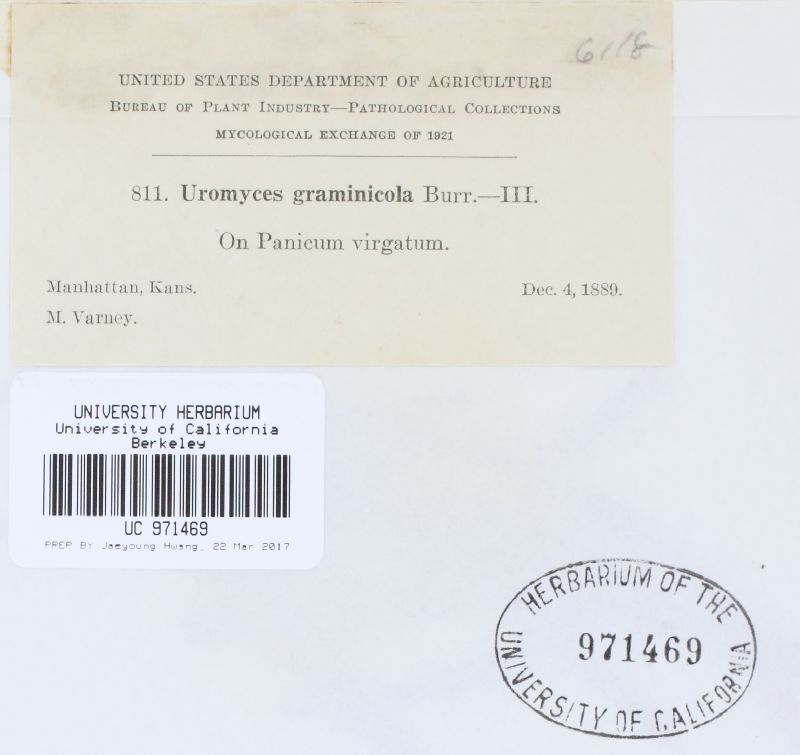 6118
UNITED STATES DEPARTMENT OF AGRICULTURE
BUREAU OF PLANT INDUSTRY—PATHOLOGICAL COLLECTIONS
MYCOLOGICAL EXCHANGE OF 1921
811. Uromyces graminicola Burr.—III.
On Panicum virgatum.
Manhattan, Kans. Dec. 4, 1889.
M. Varney.
UNIVERSITY HERBARIUM
University of California
Berkeley
UC 971469
PREP BY Jaeyoung Hwang, 22 Mar 2017
HERBARIUM OF THE
971469
UNIVERSITY OF CALIFORNIA